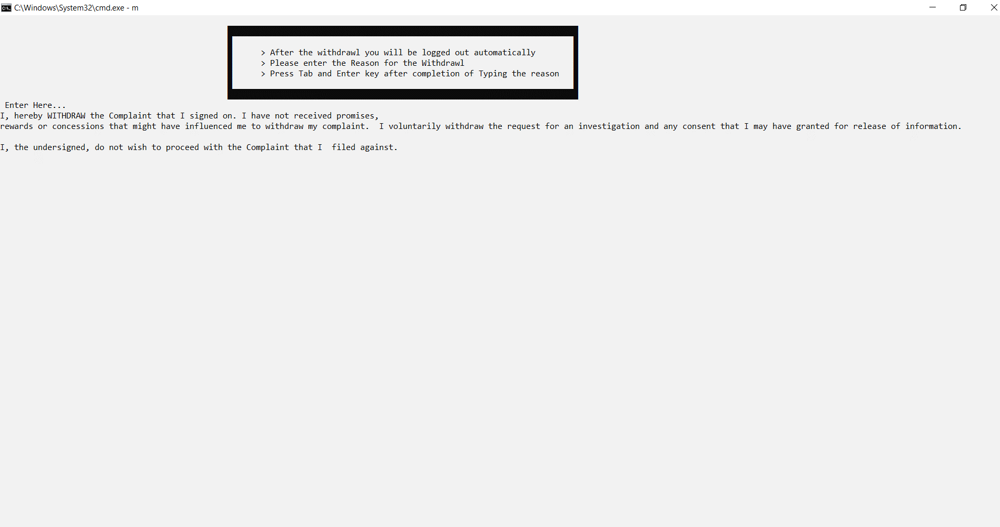 C:\Windows\System32\cmd.exe - m
> After the withdrawl you will be logged out automatically
> Please enter the Reason for the Withdrawl
> Press Tab and Enter key after completion of Typing the reason
Enter Here...
I, hereby WITHDRAW the Complaint that I signed on. I have not received promises,
rewards or concessions that might have influenced me to withdraw my complaint.  I voluntarily withdraw the request for an investigation and any consent that I may have granted for release of information.
I, the undersigned, do not wish to proceed with the Complaint that I  filed against.